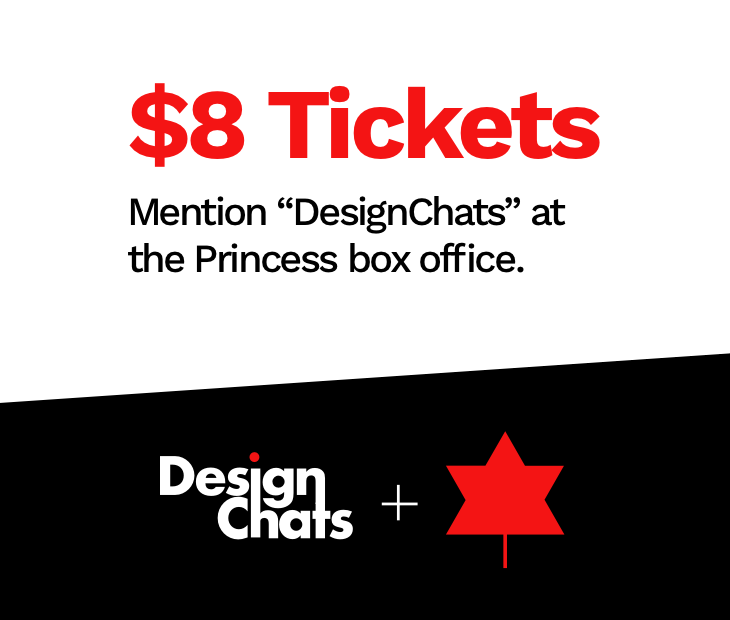 $8 Tickets
Mention “DesignChats” at
the Princess box office.
Design
Chats
+